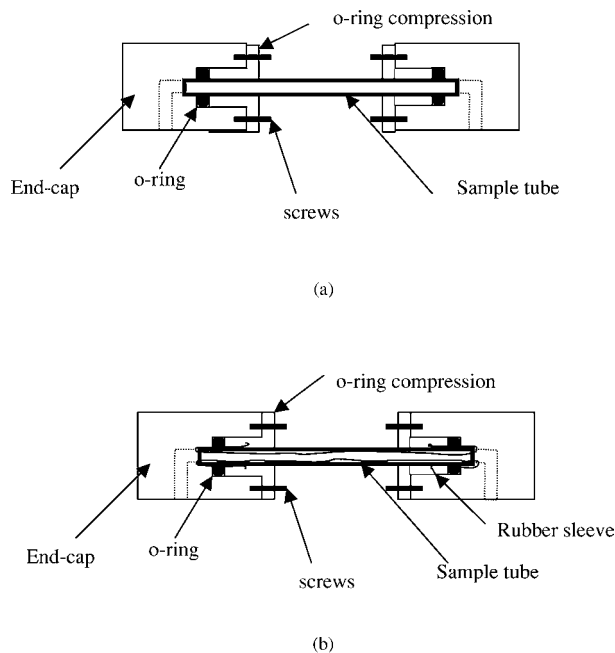 o-ring compression
End-cap
o-ring
screws
Sample tube
(a)
o-ring compression
End-cap
o-ring
screws
Sample tube
Rubber sleeve
(b)